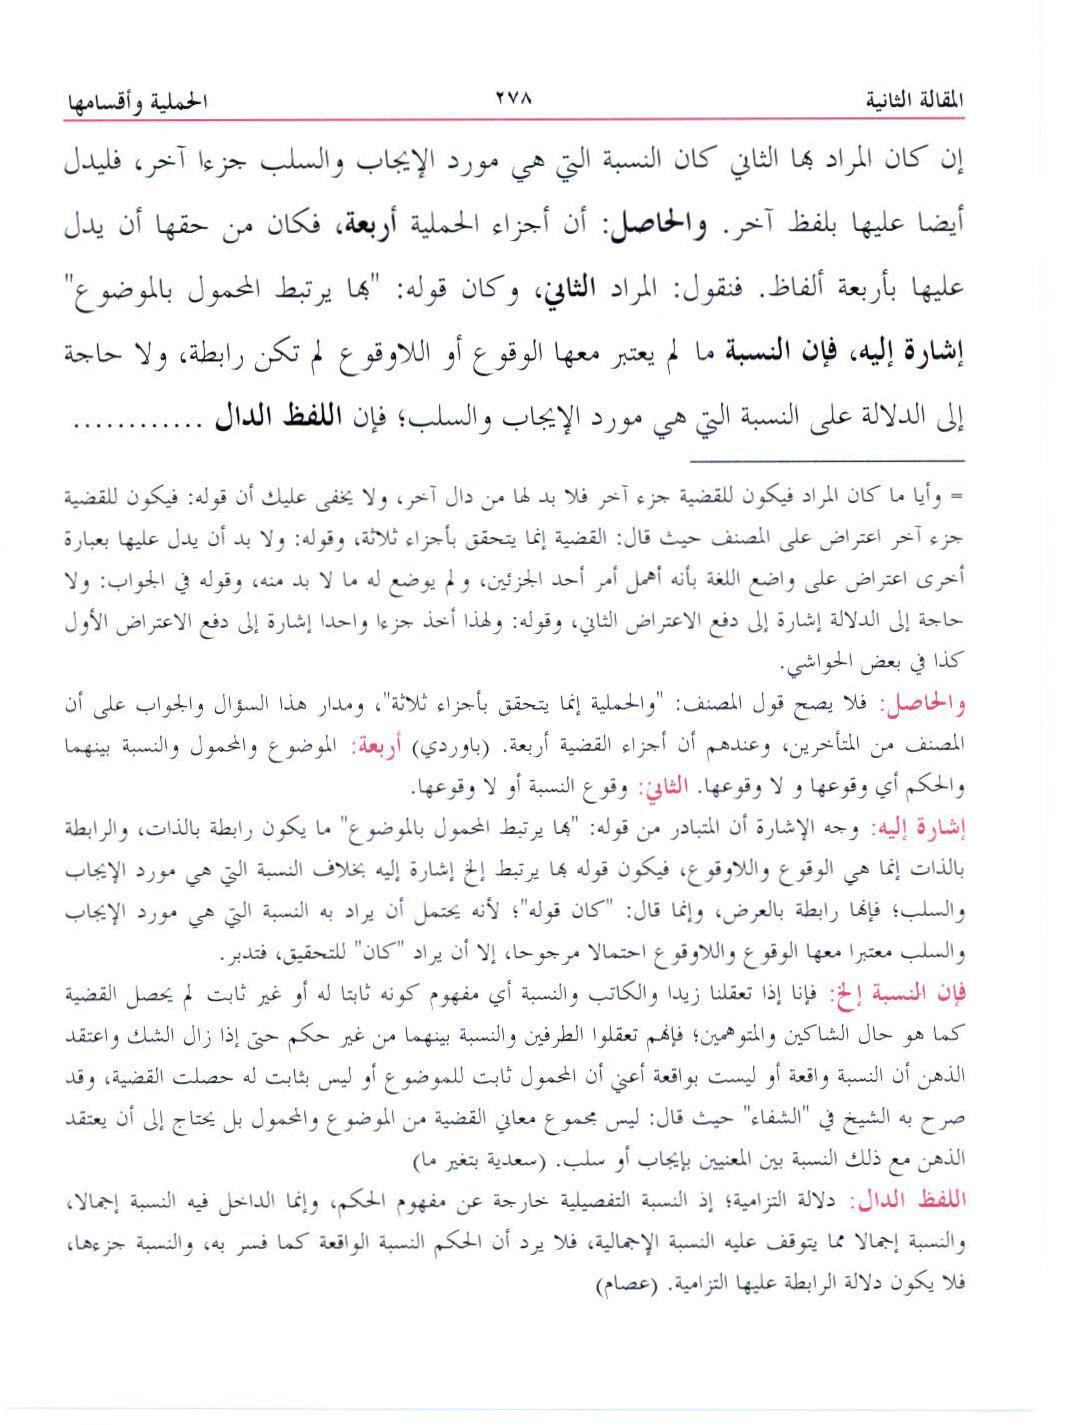 المقالة الثانية ٢٧٨ الحملية وأقسامها
إن كان المراد بها الثاني كان النسبة التي هي مورد الإيجاب والسلب جزءا آخر، فليدل
أيضا عليها بلفظ آخر. والحاصل: أن أجزاء الحملية أربعة، فكان من حقها أن يدل
عليها بأربعة ألفاظ. فنقول: المراد الثاني، وكان قوله: "بها يرتبط المحمول بالموضوع"
إشارة إليه، فإن النسبة ما لم يعتبر معها الوقوع أو اللاوقوع لم تكن رابطة، ولا حاجة
إلى الدلالة على النسبة التي هي مورد الإيجاب والسلب؛ فإن اللفظ الدال ............
= وأيا ما كان المراد فيكون للقضية جزء آخر فلا بد لها من دال آخر، ولا يخفى عليك أن قوله: فيكون للقضية
جزء آخر اعتراض على المصنف حيث قال: القضية إنما يتحقق بأجزاء ثلاثة، وقوله: ولا بد أن يدل عليها بعبارة
أخرى اعتراض على واضع اللغة بأنه أهمل أمر أحد الجزئين، ولم يوضع له ما لا بد منه، وقوله في الجواب: ولا
حاجة إلى الدلالة إشارة إلى دفع الاعتراض الثاني، وقوله: ولهذا أخذ جزءا واحدا إشارة إلى دفع الاعتراض الأول
كذا في بعض الحواشي.
والحاصل: فلا يصح قول المصنف: "والحملية إنما يتحقق بأجزاء ثلاثة"، ومدار هذا السؤال والجواب على أن
المصنف من المتأخرين، وعندهم أن أجزاء القضية أربعة. (باوردي) أربعة: الموضوع والمحمول والنسبة بينهما
والحكم أي وقوعها و لا وقوعها. الثاني: وقوع النسبة أو لا وقوعها.
إشارة إليه: وجه الإشارة أن المتبادر من قوله: "بها يرتبط المحمول بالموضوع" ما يكون رابطة بالذات، والرابطة
بالذات إنما هي الوقوع واللاوقوع، فيكون قوله بها يرتبط إلخ إشارة إليه بخلاف النسبة التي هي مورد الإيجاب
والسلب؛ فإنها رابطة بالعرض، وإنما قال: "كان قوله"؛ لأنه يحتمل أن يراد به النسبة التي هي مورد الإيجاب
والسلب معتبرا معها الوقوع واللاوقوع احتمالا مرجوحا، إلا أن يراد "كان" للتحقيق، فتدبر.
فإن النسبة إلخ: فإنا إذا تعقلنا زيدا والكاتب والنسبة أي مفهوم كونه ثابتا له أو غير ثابت لم يحصل القضية
كما هو حال الشاكين والمتوهمين؛ فإنهم تعقلوا الطرفين والنسبة بينهما من غير حكم حتى إذا زال الشك واعتقد
الذهن أن النسبة واقعة أو ليست بواقعة أعني أن المحمول ثابت للموضوع أو ليس بثابت له حصلت القضية، وقد
صرح به الشيخ في "الشفاء" حيث قال: ليس مجموع معاني القضية من الموضوع والمحمول بل يحتاج إلى أن يعتقد
الذهن مع ذلك النسبة بين المعنيين بإيجاب أو سلب. (سعدية بتغير ما)
اللفظ الدال: دلالة التزامية؛ إذ النسبة التفصيلية خارجة عن مفهوم الحكم، وإنما الداخل فيه النسبة إجمالا،
والنسبة إجمالا مما يتوقف عليه النسبة الإجمالية، فلا يرد أن الحكم النسبة الواقعة كما فسر به، والنسبة جزءها،
فلا يكون دلالة الرابطة عليها التزامية. (عصام)